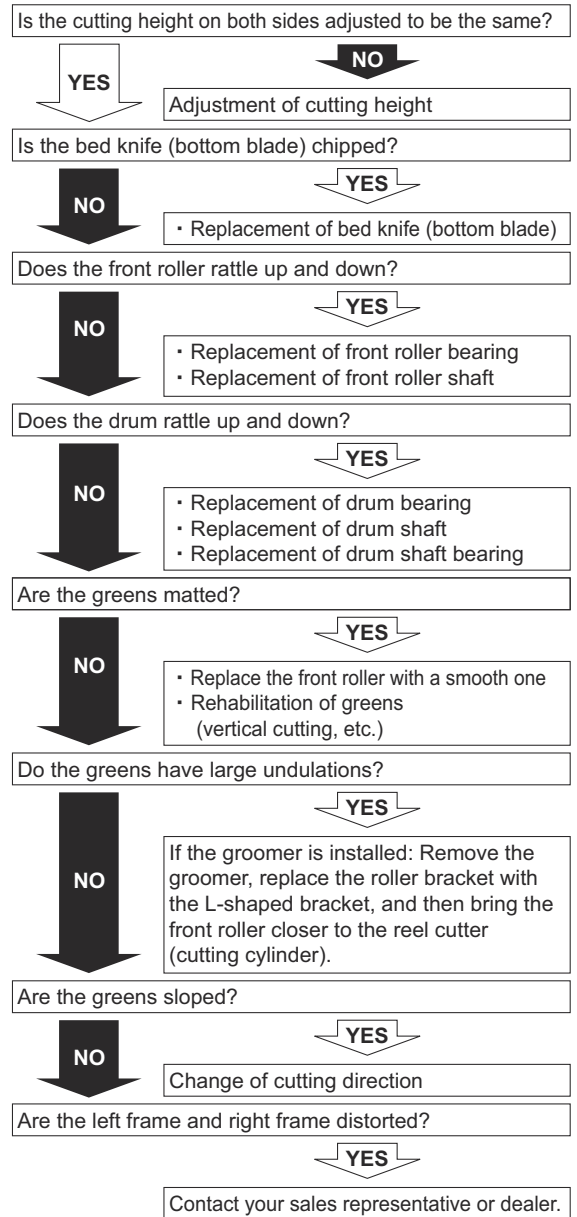 Is the cutting height on both sides adjusted to be the same?
YES
NO
Adjustment of cutting height
Is the bed knife (bottom blade) chipped?
NO
YES
・Replacement of bed knife (bottom blade)
Does the front roller rattle up and down?
NO
YES
・Replacement of front roller bearing
・Replacement of front roller shaft
Does the drum rattle up and down?
NO
YES
・Replacement of drum bearing
・Replacement of drum shaft
・Replacement of drum shaft bearing
Are the greens matted?
NO
YES
・Replace the front roller with a smooth one
・Rehabilitation of greens
(vertical cutting, etc.)
Do the greens have large undulations?
NO
YES
If the groomer is installed: Remove the
groomer, replace the roller bracket with
the L-shaped bracket, and then bring the
front roller closer to the reel cutter
(cutting cylinder).
Are the greens sloped?
NO
YES
Change of cutting direction
Are the left frame and right frame distorted?
YES
Contact your sales representative or dealer.